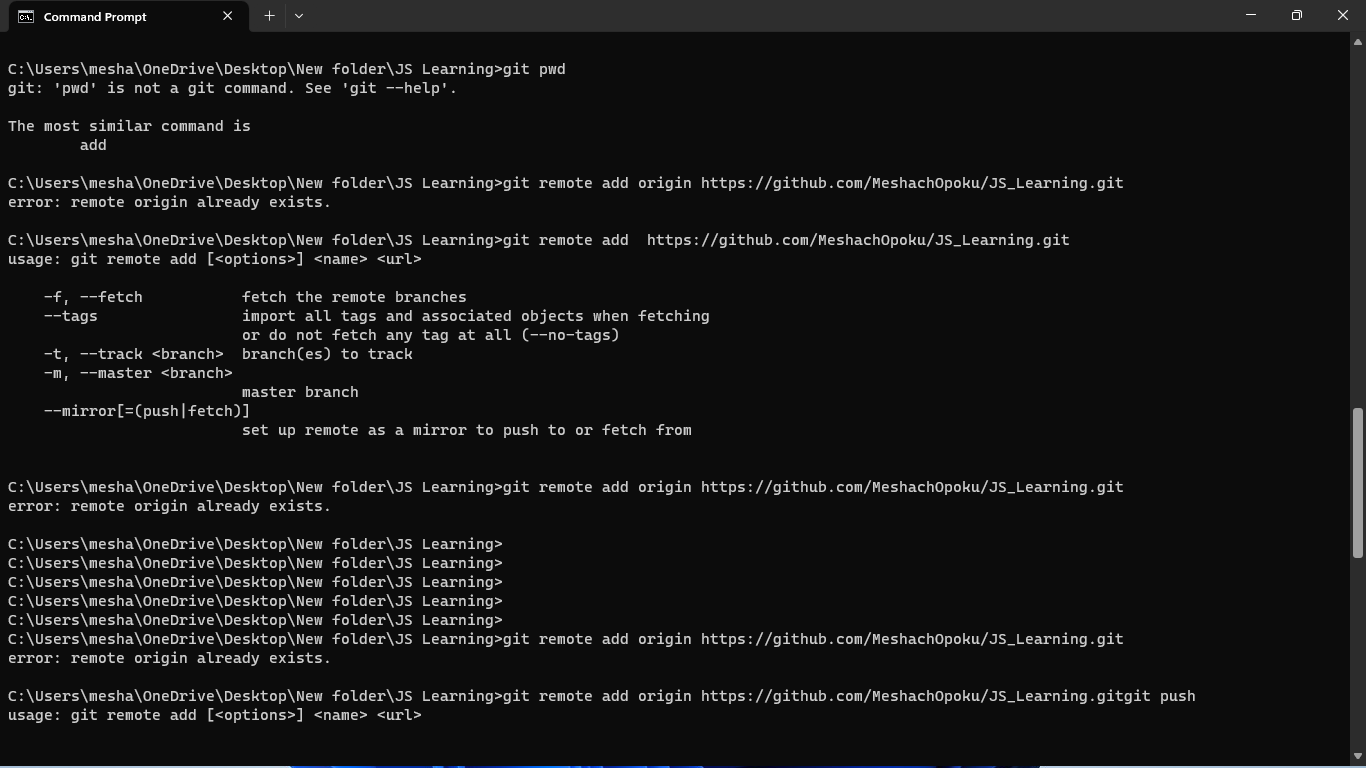 Command Prompt
C:\Users\mesha\OneDrive\Desktop\New folder\JS Learning>git pwd
git: 'pwd' is not a git command. See 'git --help'.
The most similar command is
add
C:\Users\mesha\OneDrive\Desktop\New folder\JS Learning>git remote add origin https://github.com/MeshachOpoku/JS_Learning.git
error: remote origin already exists.
C:\Users\mesha\OneDrive\Desktop\New folder\JS Learning>git remote add  https://github.com/MeshachOpoku/JS_Learning.git
usage: git remote add [<options>] <name> <url>
-f, --fetch           fetch the remote branches
--tags                import all tags and associated objects when fetching
or do not fetch any tag at all (--no-tags)
-t, --track <branch>  branch(es) to track
-m, --master <branch>
master branch
--mirror[=(push|fetch)]
set up remote as a mirror to push to or fetch from
C:\Users\mesha\OneDrive\Desktop\New folder\JS Learning>git remote add origin https://github.com/MeshachOpoku/JS_Learning.git
error: remote origin already exists.
C:\Users\mesha\OneDrive\Desktop\New folder\JS Learning>
C:\Users\mesha\OneDrive\Desktop\New folder\JS Learning>
C:\Users\mesha\OneDrive\Desktop\New folder\JS Learning>
C:\Users\mesha\OneDrive\Desktop\New folder\JS Learning>
C:\Users\mesha\OneDrive\Desktop\New folder\JS Learning>
C:\Users\mesha\OneDrive\Desktop\New folder\JS Learning>git remote add origin https://github.com/MeshachOpoku/JS_Learning.git
error: remote origin already exists.
C:\Users\mesha\OneDrive\Desktop\New folder\JS Learning>git remote add origin https://github.com/MeshachOpoku/JS_Learning.gitgit push
usage: git remote add [<options>] <name> <url>